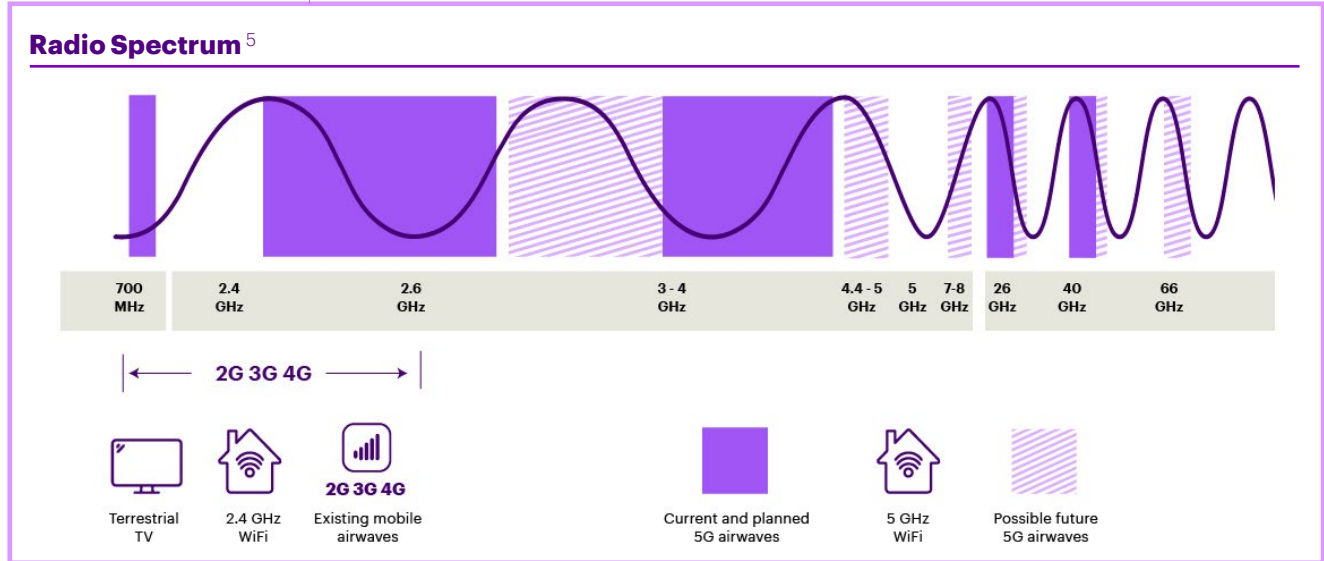 Radio Spectrum 5
700 MHz
2.4 GHz
2.6 GHz
3 - 4 GHz
4.4 - 5 GHz
5 GHz
7-8 GHz
26 GHz
40 GHz
66 GHz
2G 3G 4G
2G 3G 4G
Terrestrial
TV
2.4 GHz
WiFi
Existing mobile
airwaves
Current and planned
5G airwaves
5 GHz
WiFi
Possible future
5G airwaves